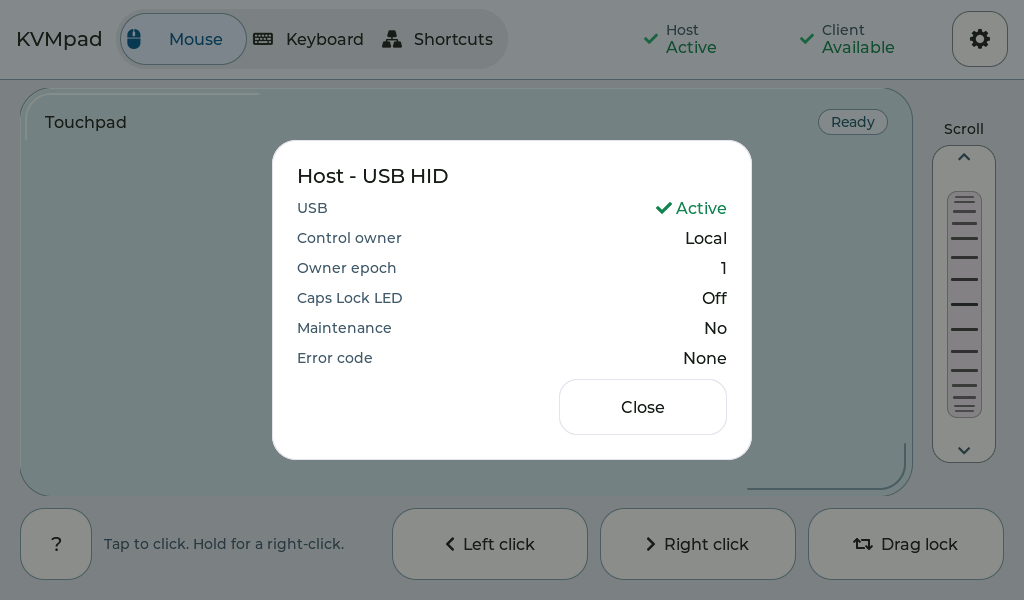 KVMpad
Mouse
Keyboard
Shortcuts
Host
Active
Client
Available
Touchpad
Ready
Scroll
Host - USB HID
USB
Active
Control owner
Local
Owner epoch
1
Caps Lock LED
Off
Maintenance
No
Error code
None
Close
?
Tap to click. Hold for a right-click.
Left click
Right click
Drag lock